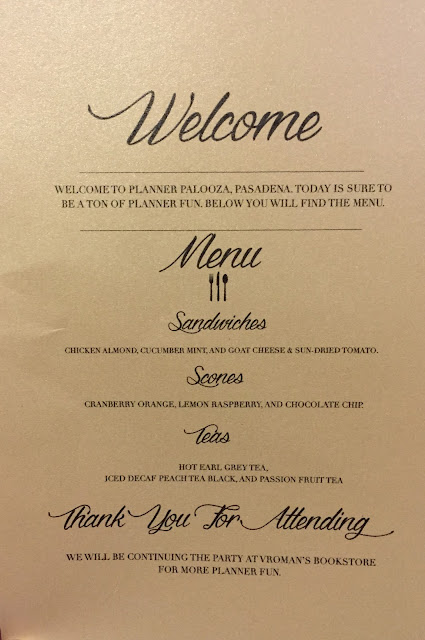 Welcome
WELCOME TO PLANNER PALOOZA, PASADENA. TODAY IS SURE TO
BE A TON OF PLANNER FUN. BELOW YOU WILL FIND THE MENU.
Menu
Sandwiches
CHICKEN ALMOND, CUCUMBER MINT, AND GOAT CHEESE & SUN-DRIED TOMATO.
Scones
CRANBERRY ORANGE, LEMON RASPBERRY, AND CHOCOLATE CHIP.
Teas
HOT EARL GREY TEA,
ICED DECAF PEACH TEA BLACK, AND PASSION FRUIT TEA
Thank You For Attending
WE WILL BE CONTINUING THE PARTY AT VROMAN'S BOOKSTORE
FOR MORE PLANNER FUN.